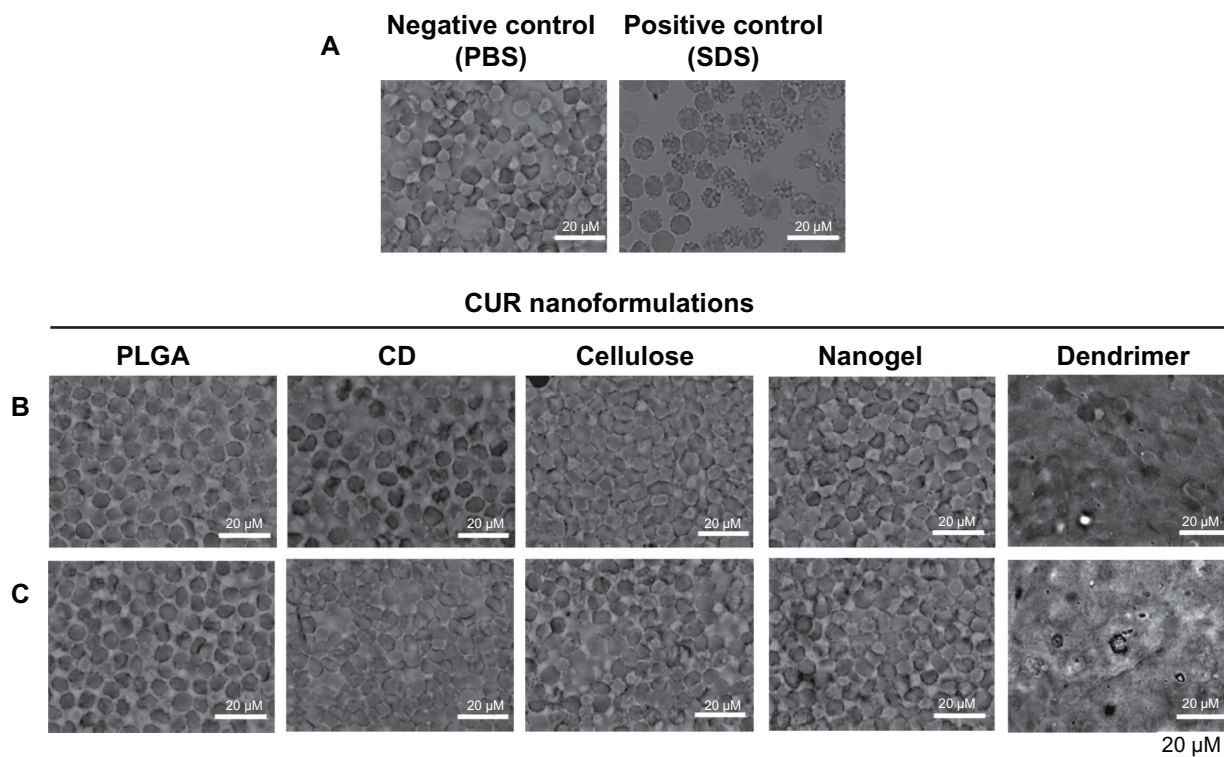 A
Negative control
(PBS)
Positive control
(SDS)
20 µM
20 µM
CUR nanoformulations
PLGA
CD
Cellulose
Nanogel
Dendrimer
B
20 µM
20 µM
20 µM
20 µM
20 µM
C
20 µM
20 µM
20 µM
20 µM
20 µM
20 µM